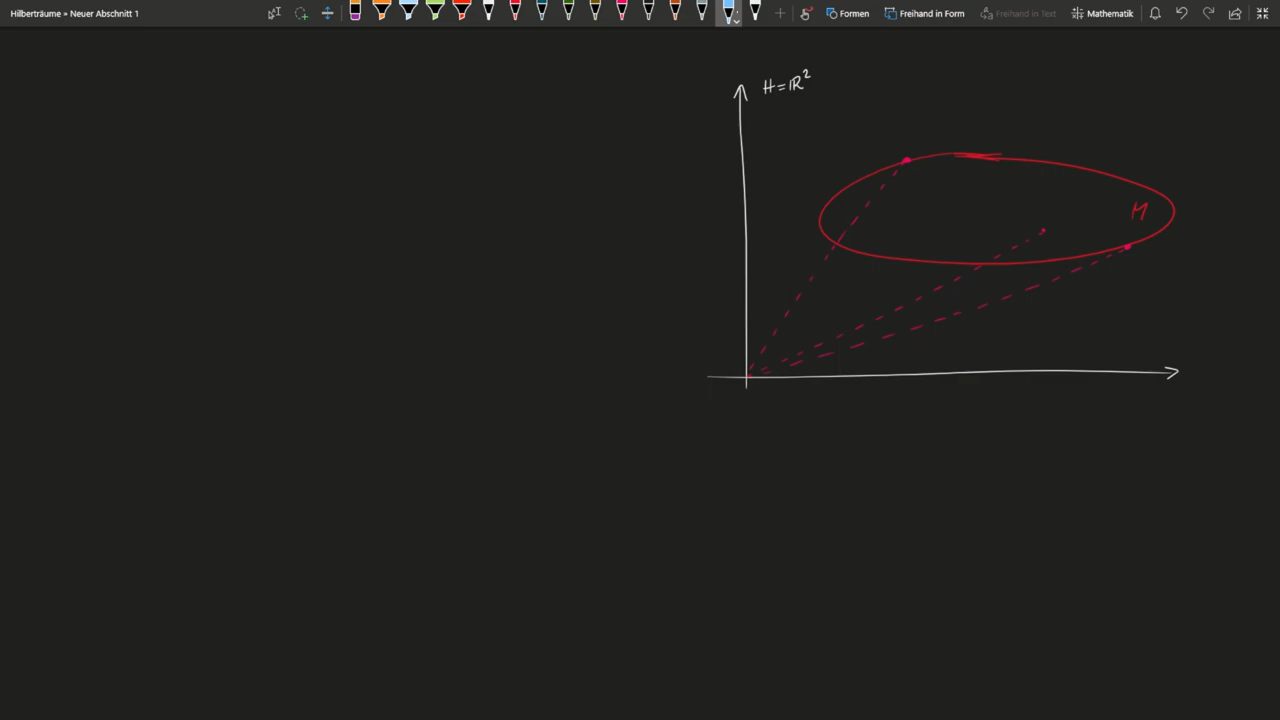 Hilberträume » Neuer Abschnitt 1
Formen
Freihand in Form
Freihand in Text
Mathematik
H=ℝ²
M